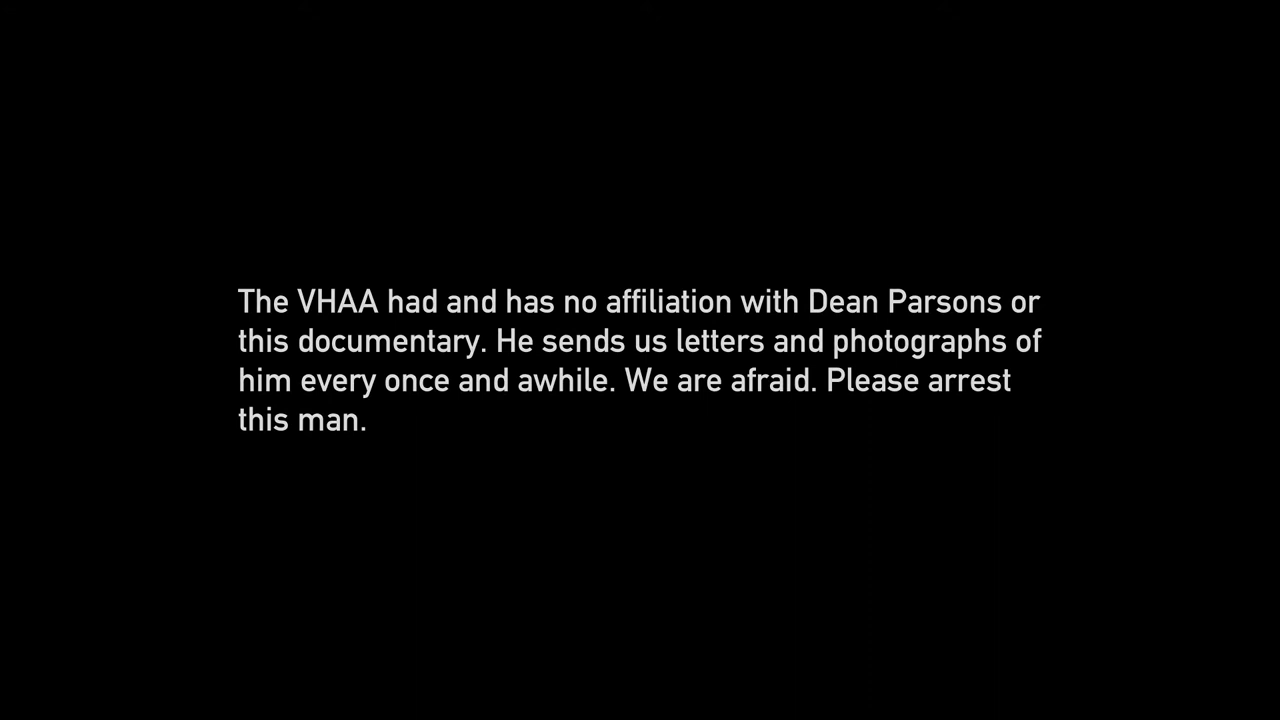 The VHAA had and has no affiliation with Dean Parsons or
this documentary. He sends us letters and photographs of
him every once and awhile. We are afraid. Please arrest
this man.